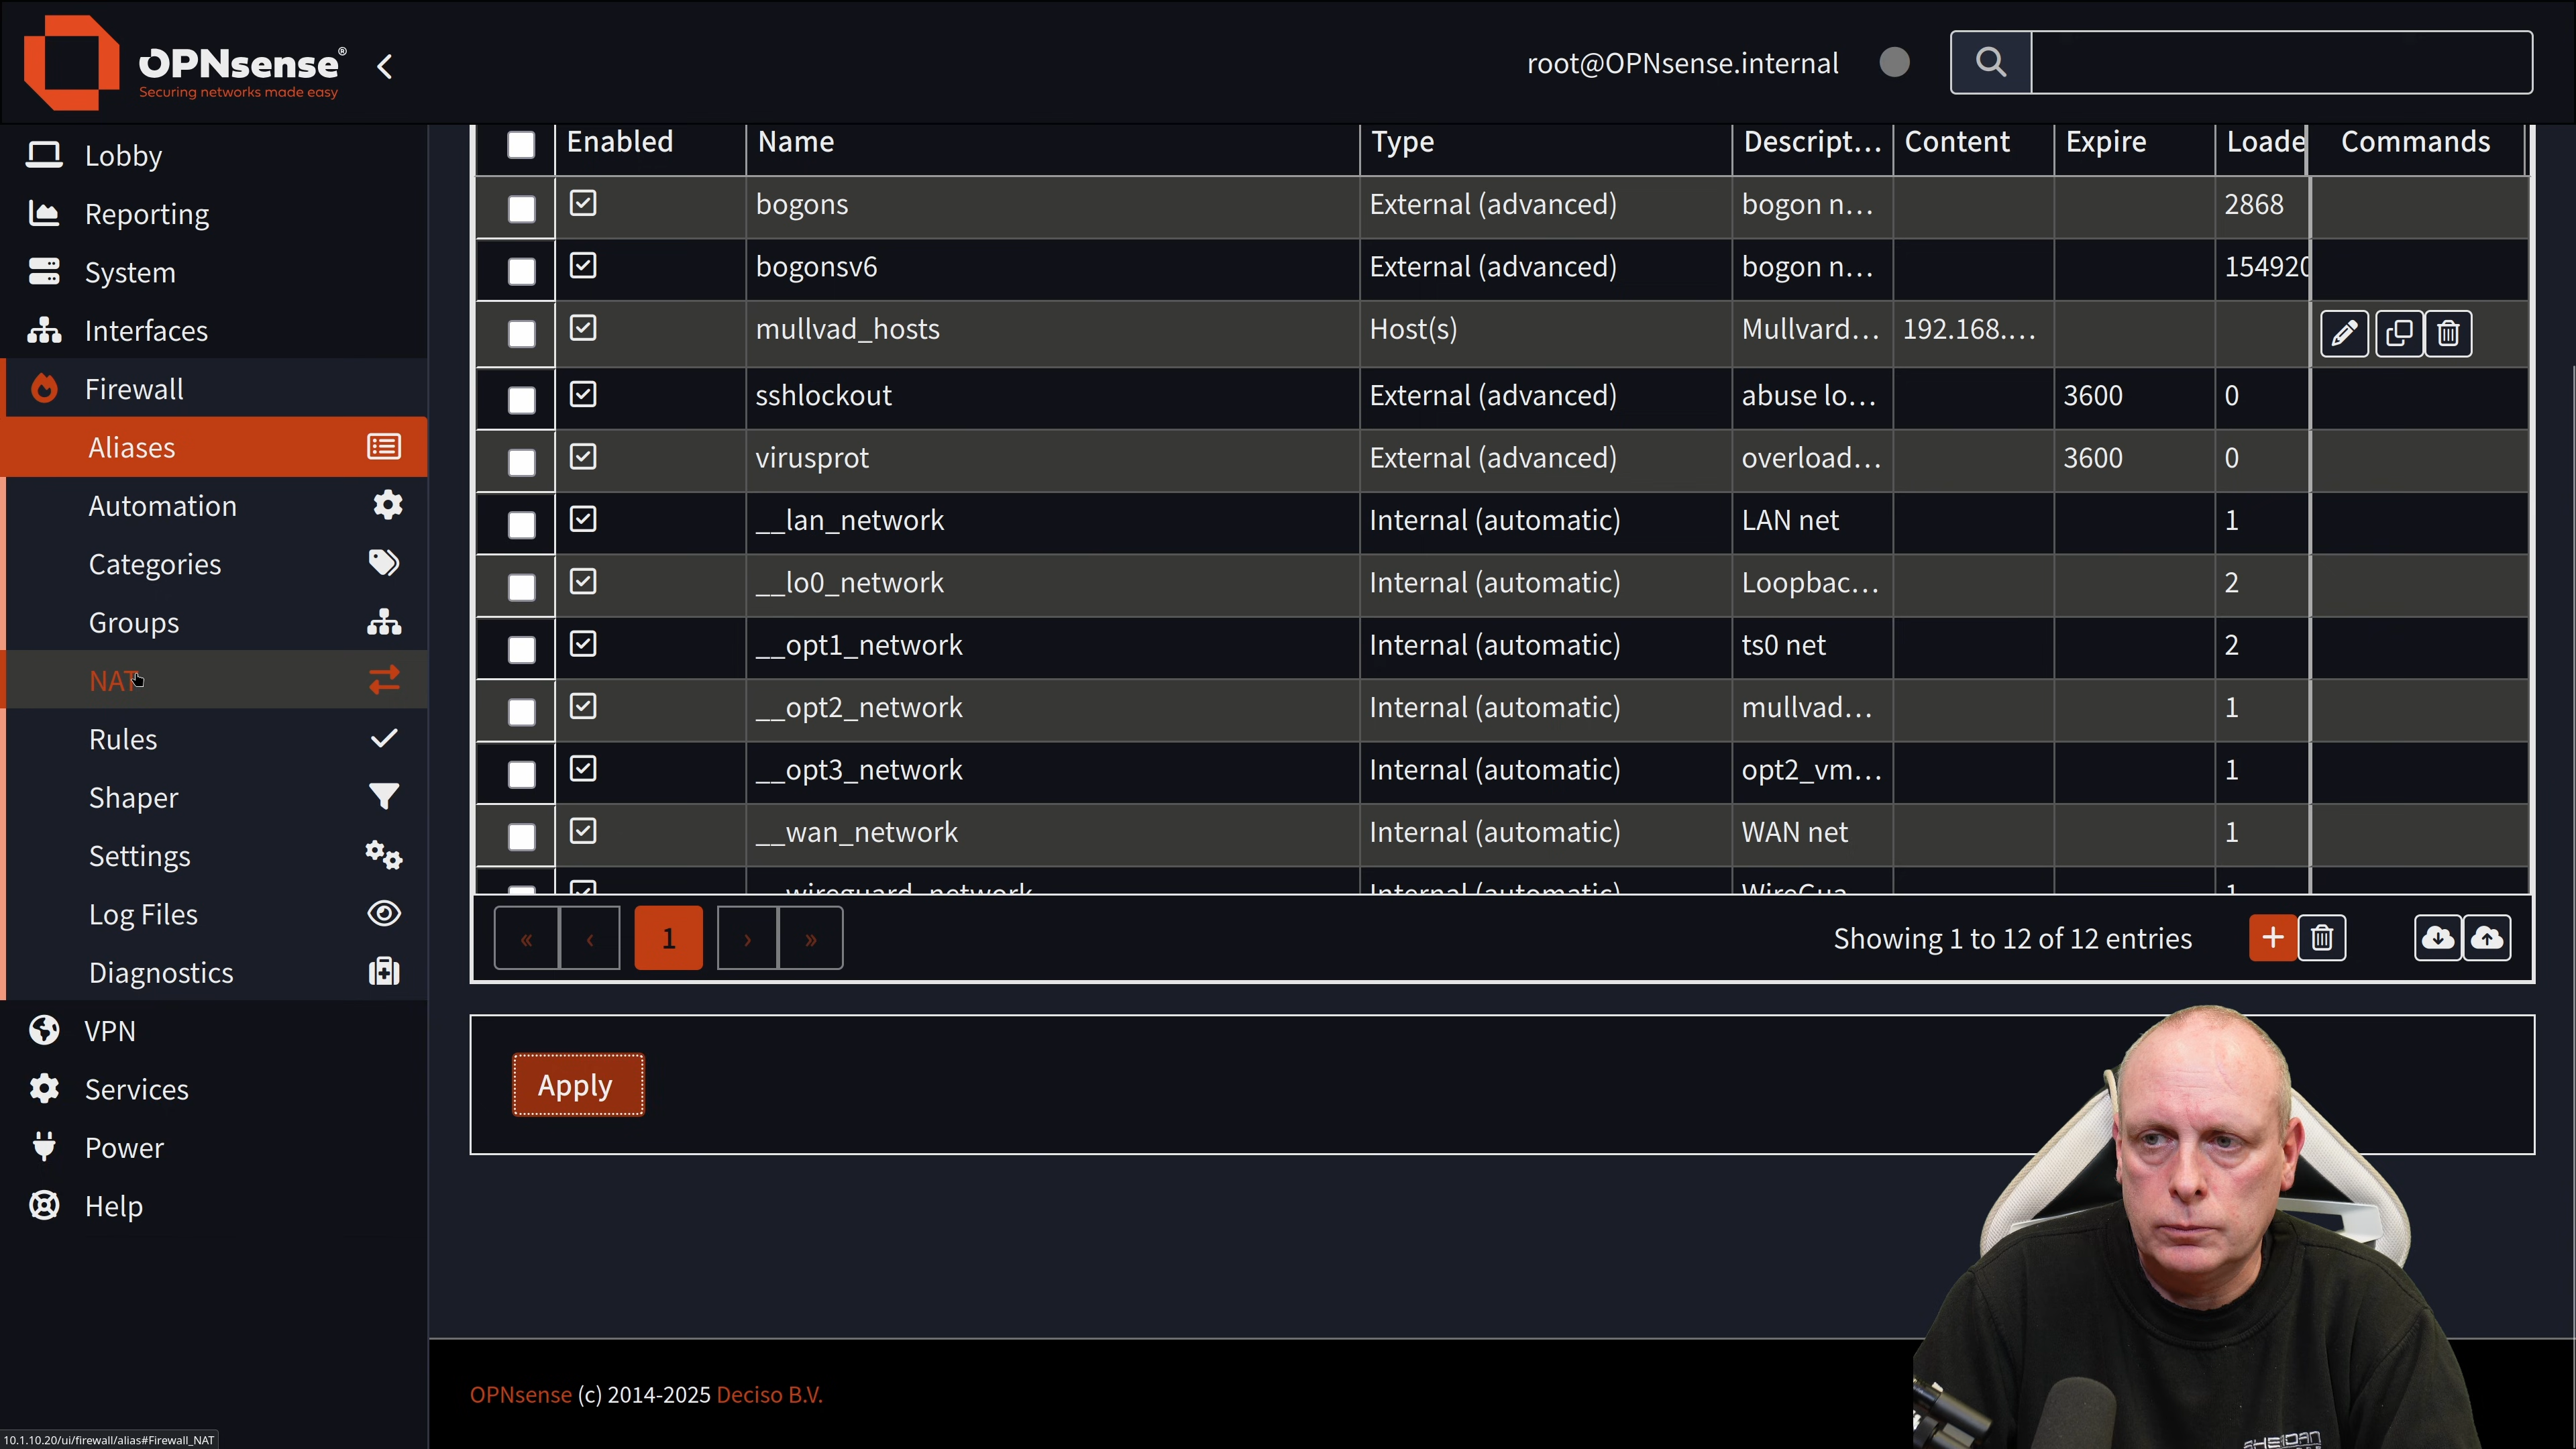 OPNsense®
Securing networks made easy
root@OPNsense.internal
Lobby
Reporting
System
Interfaces
Firewall
Aliases
Automation
Categories
Groups
NAT
Rules
Shaper
Settings
Log Files
Diagnostics
VPN
Services
Power
Help
Enabled Name Type Descript... Content Expire Loade Commands
bogons External (advanced) bogon n... 2868
bogonsv6 External (advanced) bogon n... 154920
mullvad_hosts Host(s) Mullvard... 192.168....
sshlockout External (advanced) abuse lo... 3600 0
virusprot External (advanced) overload... 3600 0
__lan_network Internal (automatic) LAN net 1
__lo0_network Internal (automatic) Loopbac... 2
__opt1_network Internal (automatic) ts0 net 2
__opt2_network Internal (automatic) mullvad... 1
__opt3_network Internal (automatic) opt2_vm... 1
__wan_network Internal (automatic) WAN net 1
__wireguard_network Internal (automatic) WireGua... 1
« ‹ 1 › »
Showing 1 to 12 of 12 entries
Apply
OPNsense (c) 2014-2025 Deciso B.V.
10.1.10.20/ui/firewall/alias#Firewall_NAT